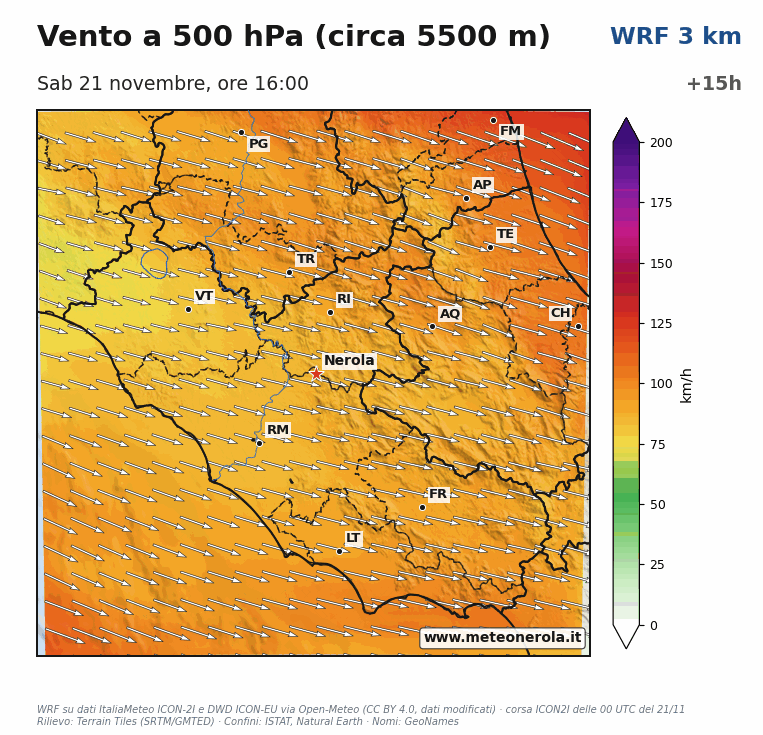 Vento a 500 hPa (circa 5500 m)
WRF 3 km
Sab 21 novembre, ore 16:00
+15h
FM
PG
AP
TE
TR
VT
RI
AQ
CH
Nerola
RM
FR
LT
www.meteonerola.it
200
175
150
125
100
75
50
25
0
km/h
WRF su dati ItaliaMeteo ICON-2I e DWD ICON-EU via Open-Meteo (CC BY 4.0, dati modificati) · corsa ICON2I delle 00 UTC del 21/11
Rilievo: Terrain Tiles (SRTM/GMTED) · Confini: ISTAT, Natural Earth · Nomi: GeoNames